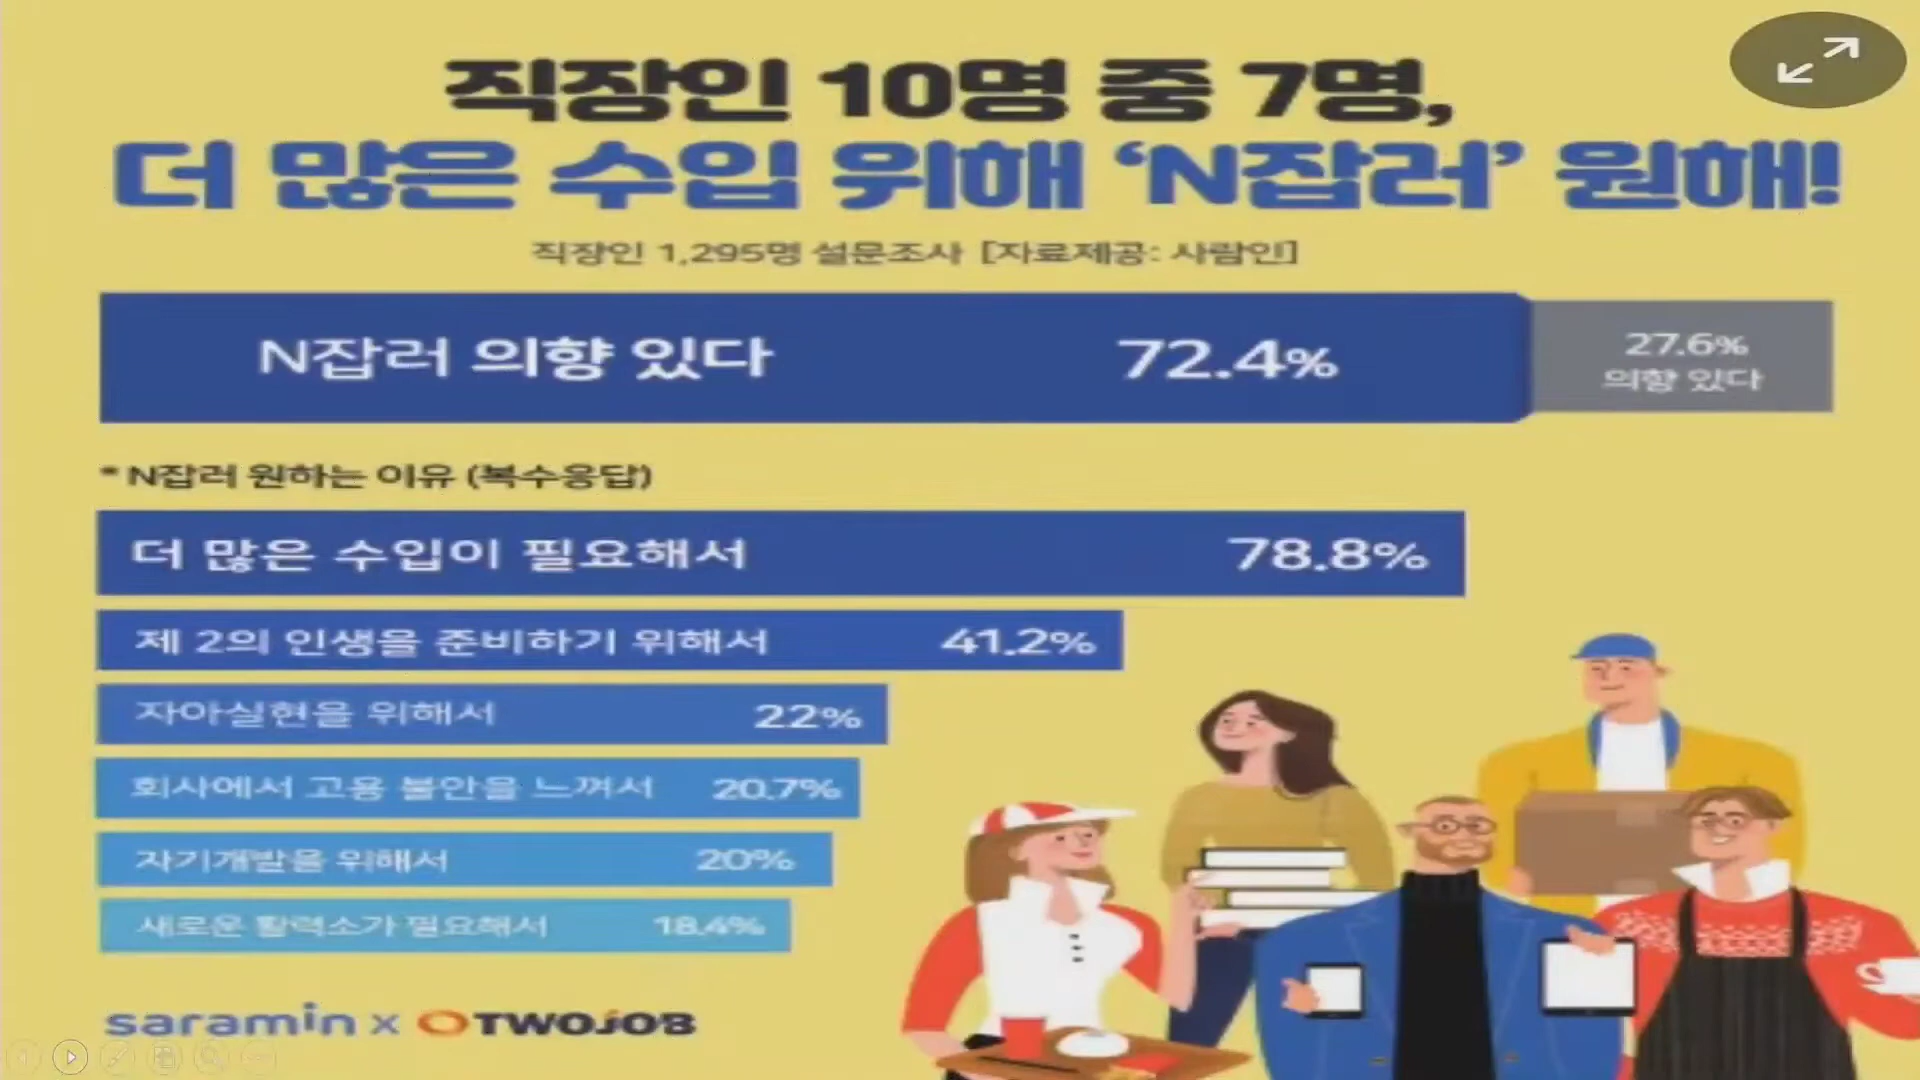 직장인 10명 중 7명,
더 많은 수입 위해 ‘N잡러’ 원해!
직장인 1,295명 설문조사 [자료제공: 사람인]
N잡러 의향 있다 72.4%
27.6%
의향 있다
* N잡러 원하는 이유 (복수응답)
더 많은 수입이 필요해서 78.8%
제 2의 인생을 준비하기 위해서 41.2%
자아실현을 위해서 22%
회사에서 고용 불안을 느껴서 20.7%
자기개발을 위해서 20%
새로운 활력소가 필요해서 18.4%
saramin x TWOJOB